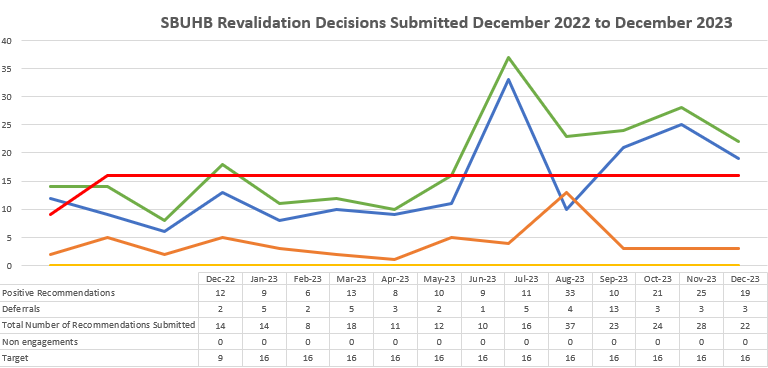 SBUHB Revalidation Decisions Submitted December 2022 to December 2023
40
35
30
25
20
15
10
5
0
Dec-22 Jan-23 Feb-23 Mar-23 Apr-23 May-23 Jun-23 Jul-23 Aug-23 Sep-23 Oct-23 Nov-23 Dec-23
Positive Recommendations 12 9 6 13 8 10 9 11 33 10 21 25 19
Deferrals 2 5 2 5 3 2 1 5 4 13 3 3 3
Total Number of Recommendations Submitted 14 14 8 18 11 12 10 16 37 23 24 28 22
Non engagements 0 0 0 0 0 0 0 0 0 0 0 0 0
Target 9 16 16 16 16 16 16 16 16 16 16 16 16